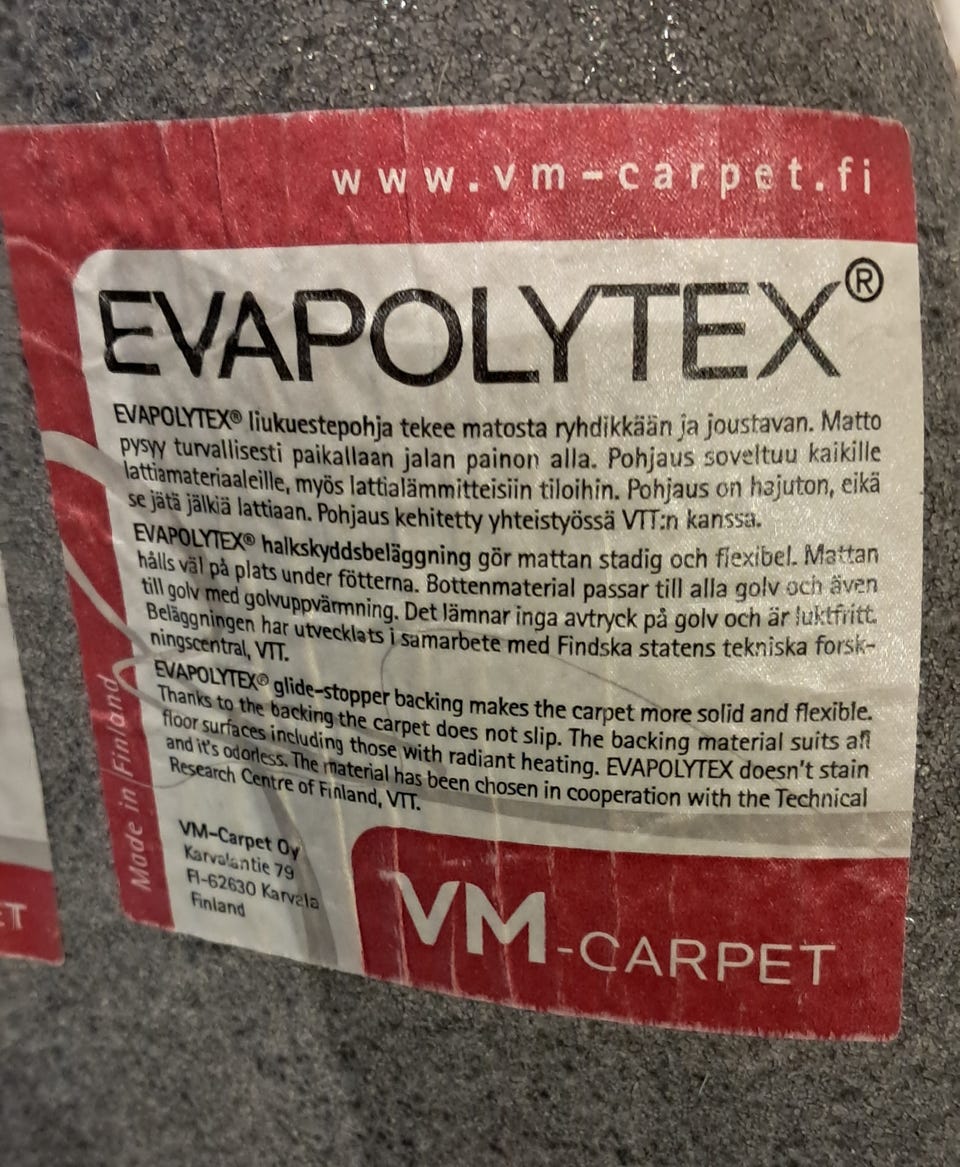 www.vm-carpet.fi
EVAPOLYTEX®
EVAPOLYTEX® liukuestepohja tekee matosta ryhdikkään ja joustavan. Matto
pysyy turvallisesti paikallaan jalan painon alla. Pohjaus soveltuu kaikille
lattiamateriaaleille, myös lattialämmitteisiin tiloihin. Pohjaus on hajuton, eikä
se jätä jälkiä lattiaan. Pohjaus kehitetty yhteistyössä VTT:n kanssa.
EVAPOLYTEX® halkskyddsbeläggning gör mattan stadig och flexibel. Mattan
hålls väl på plats under fötterna. Bottenmaterial passar till alla golv och även
till golv med golvuppvärmning. Det lämnar inga avtryck på golv och är luktfritt.
Beläggningen har utvecklats i samarbete med Findska statens tekniska forsk-
ningscentral, VTT.
EVAPOLYTEX® glide-stopper backing makes the carpet more solid and flexible.
Thanks to the backing the carpet does not slip. The backing material suits all
floor surfaces including those with radiant heating. EVAPOLYTEX doesn't stain
and it's odorless. The material has been chosen in cooperation with the Technical
Research Centre of Finland, VTT.
Made in Finland
VM-Carpet Oy
Karvalantie 79
FI-62630 Karvala
Finland
VM-CARPET
ET